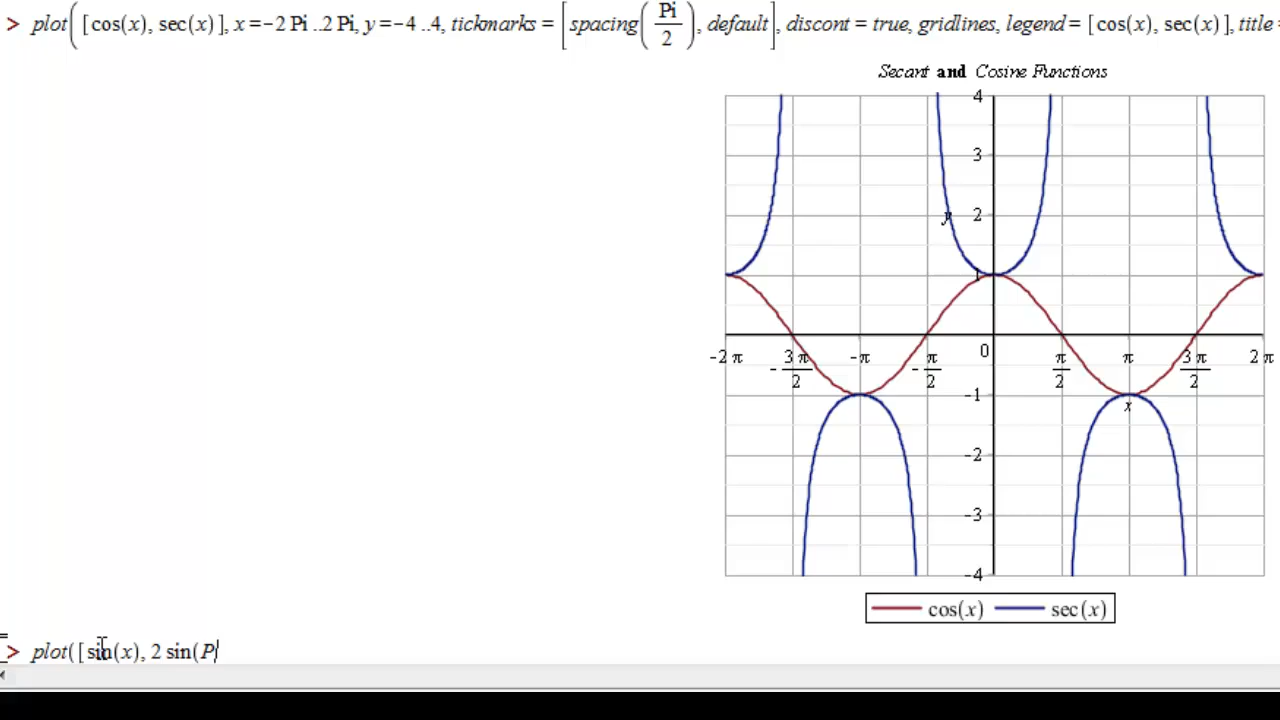 > plot([cos(x), sec(x)], x=−2 Pi ..2 Pi, y=−4 ..4, tickmarks = [spacing(Pi/2), default], discont = true, gridlines, legend = [cos(x), sec(x)], title =
Secant and Cosine Functions
4
3
y 2
1
-2π -3π/2 -π -π/2 0 π/2 π 3π/2 2π
-1
x
-2
-3
-4
cos(x) sec(x)
> plot([sin(x), 2 sin(P